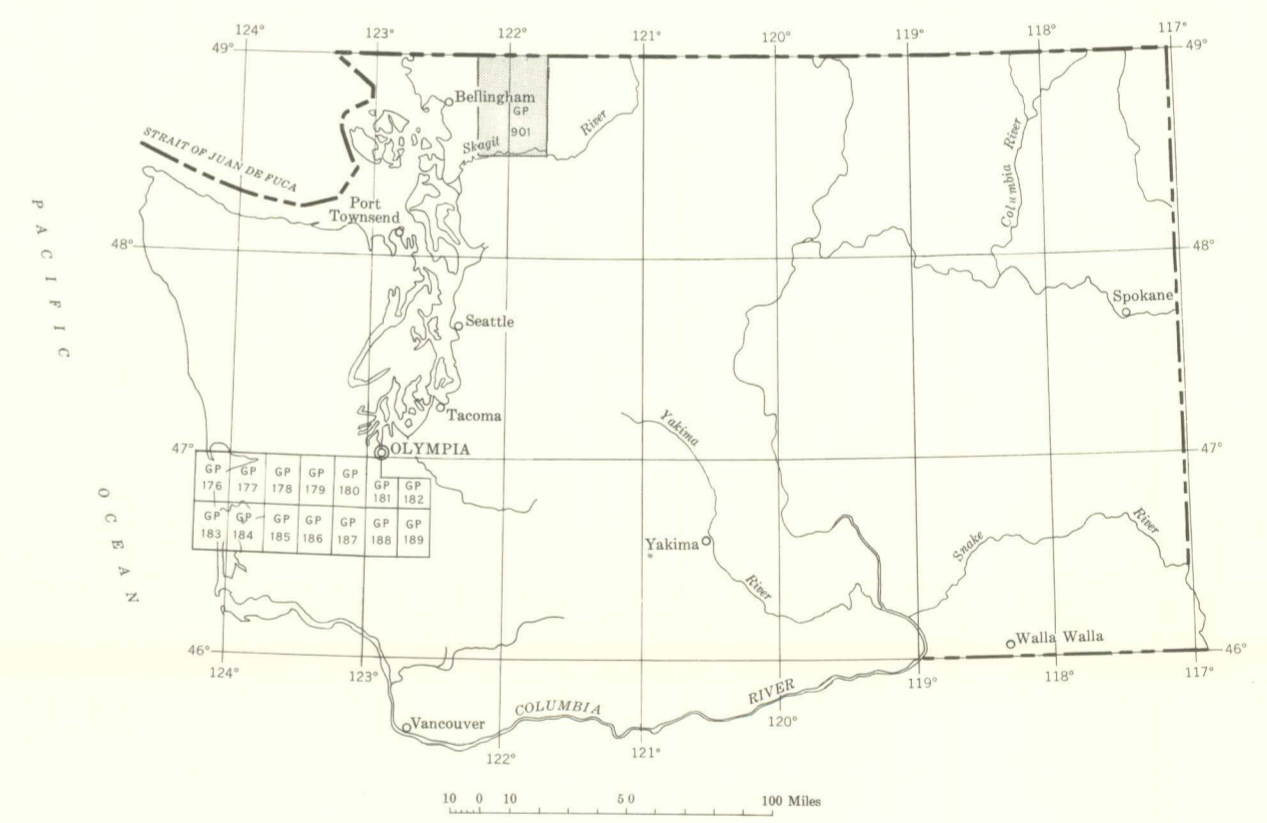 124° 123° 122° 121° 120° 119° 118° 117°
49° 49°
Bellingham
GP
901
Skagit River
STRAIT OF JUAN DE FUCA
Columbia River
Port
Townsend
48° 48°
PACIFIC
Spokane
Seattle
Tacoma
Yakima
47° OLYMPIA 47°
GP GP GP GP GP GP GP
176 177 178 179 180 181 182
GP GP GP GP GP GP GP
183 184 185 186 187 188 189
OCEAN
Snake River
Yakima
River
Walla Walla
46° 46°
124° 123° 119° 118° 117°
COLUMBIA RIVER
Vancouver
120°
122° 121°
10 0 10 50 100 Miles